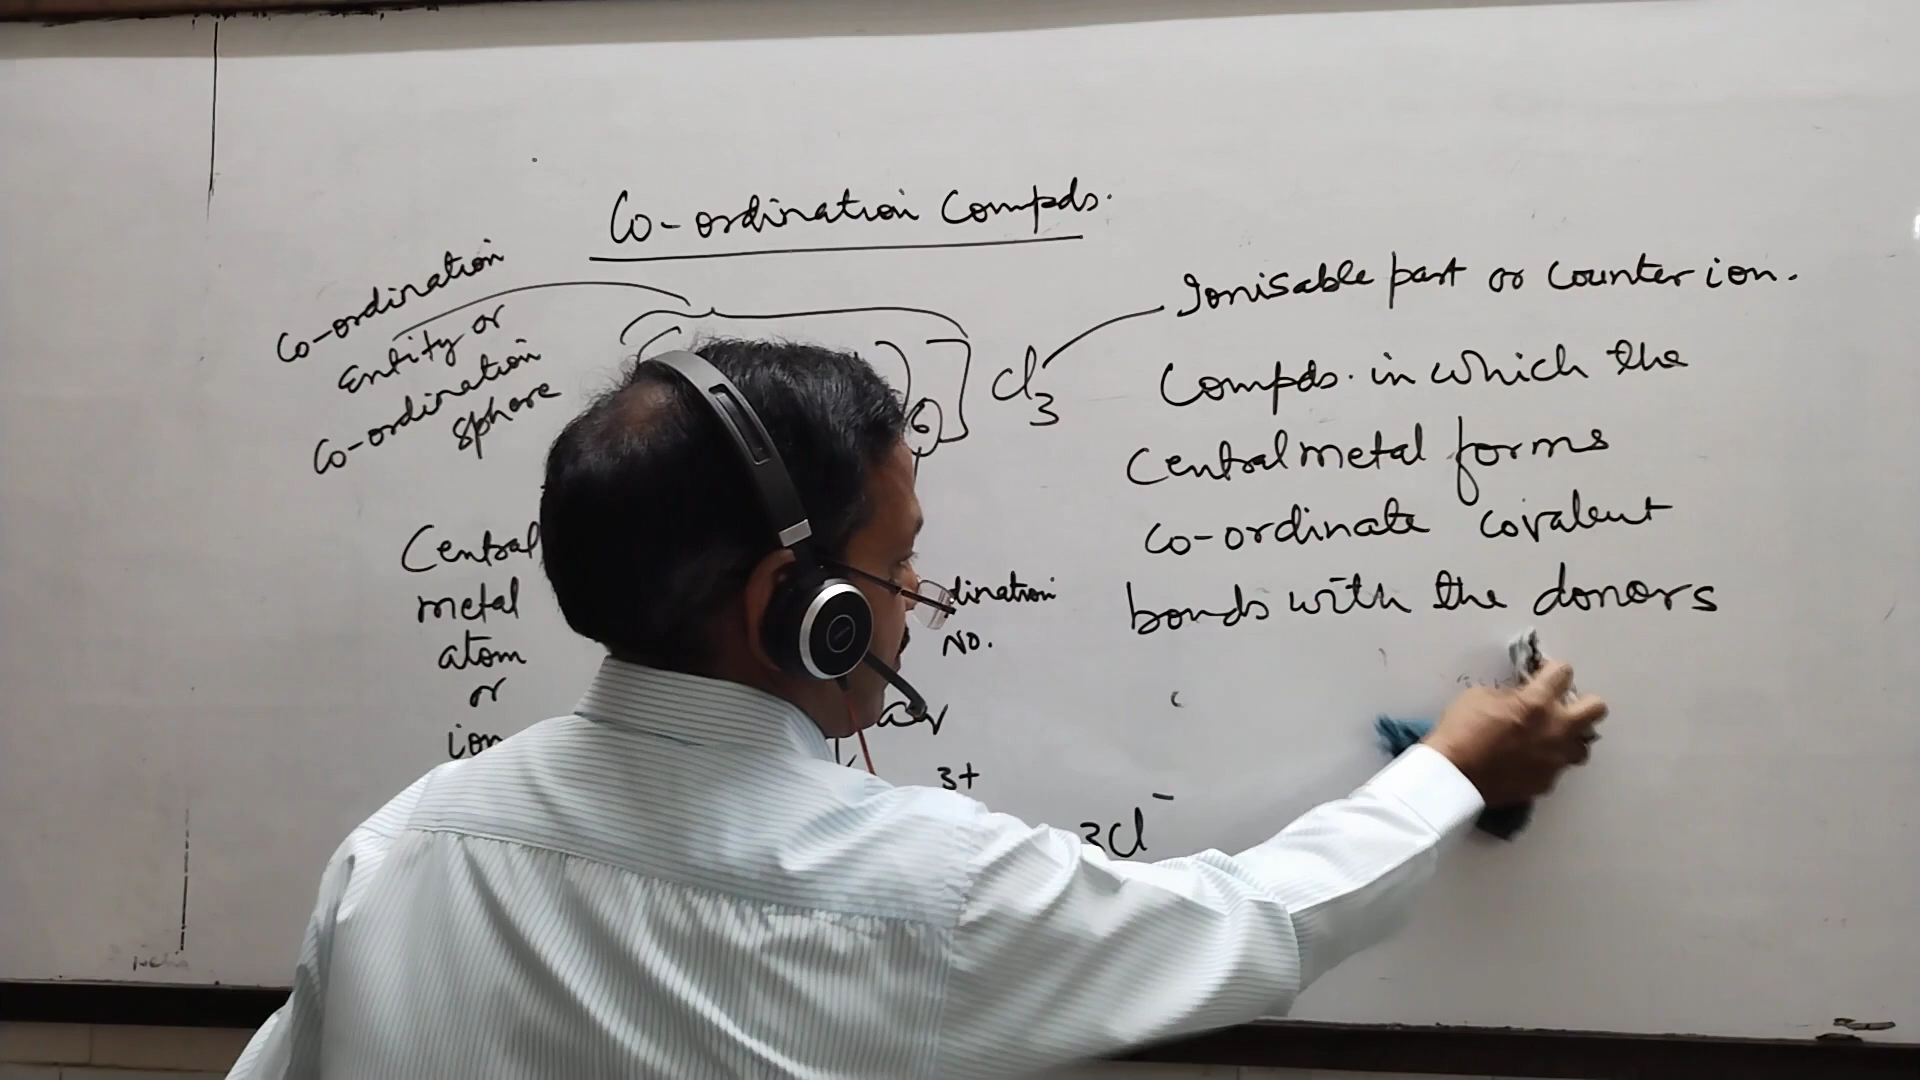 Co-ordination Compds.
Co-ordination
Entity or
Co-ordination
Sphere
]Cl3
6
Ionisable part or Counter ion.
Compds. in which the
Central metal forms
co-ordinate covalent
bonds with the donors
Central
metal
atom
or
ion
dination
No.
3+
3Cl-